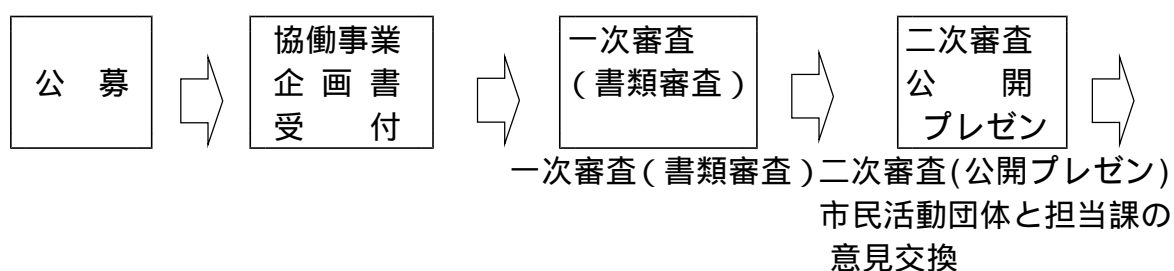 公 募
協働事業
企 画 書
受 付
一次審査
(書類審査)
二次審査
公 開
プレゼン
一次審査(書類審査)
二次審査(公開プレゼン)
市民活動団体と担当課の
意見交換